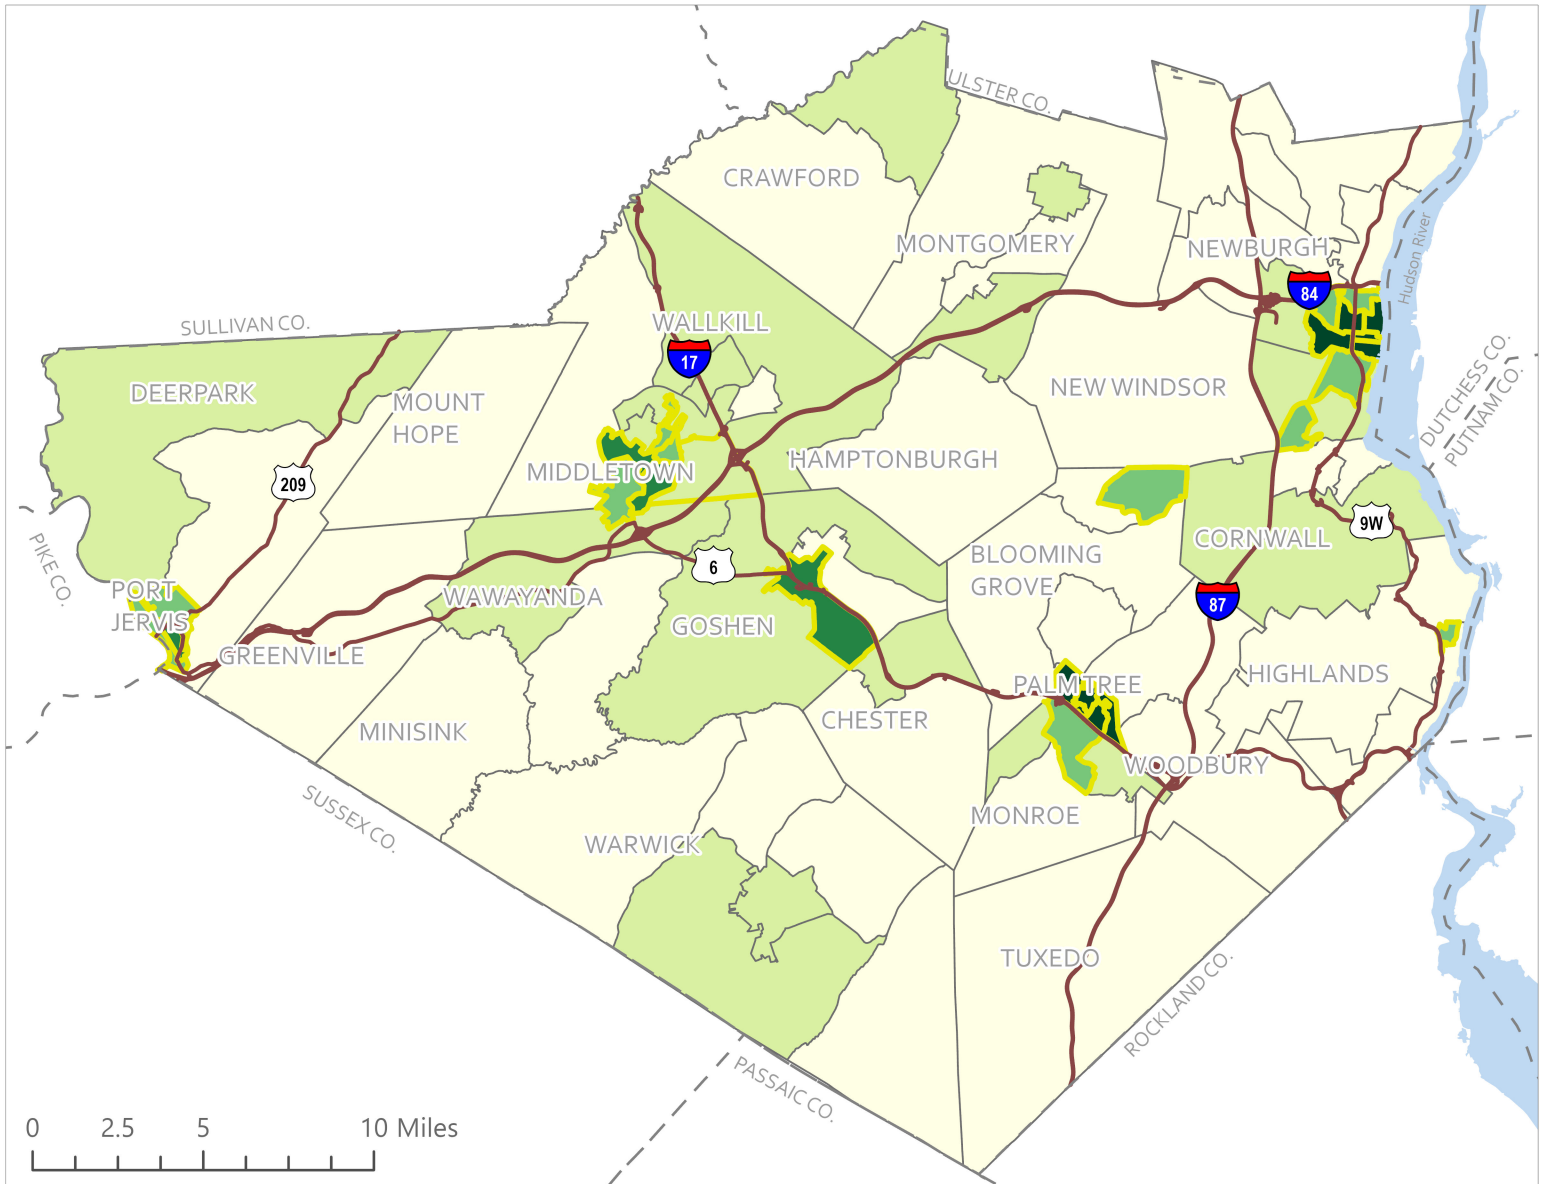 ULSTER CO.
CRAWFORD
MONTGOMERY
NEWBURGH
Hudson River
84
SULLIVAN CO.
WALLKILL
17
DEERPARK
MOUNT
HOPE
NEW WINDSOR
DUTCHESS CO.
PUTNAM CO.
209
MIDDLETOWN
HAMPTONBURGH
9W
CORNWALL
PIKE CO.
6
BLOOMING
GROVE
PORT
JERVIS
WAWAYANDA
87
GOSHEN
GREENVILLE
HIGHLANDS
PALM TREE
MINISINK
CHESTER
WOODBURY
SUSSEX CO.
MONROE
WARWICK
TUXEDO
ROCKLAND CO.
PASSAIC CO.
0 2.5 5 10 Miles